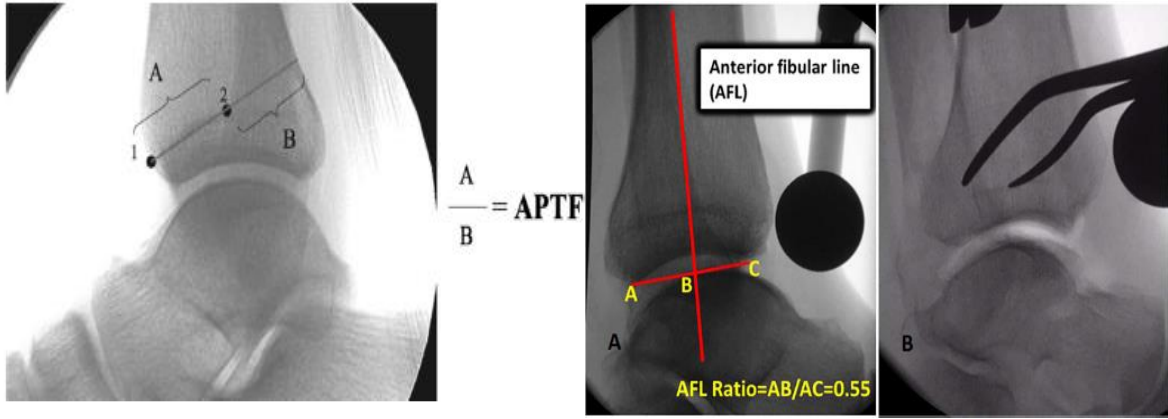 A
2
1
B
A
B
= APTF
Anterior fibular line
(AFL)
A
B
C
A
AFL Ratio=AB/AC=0.55
B